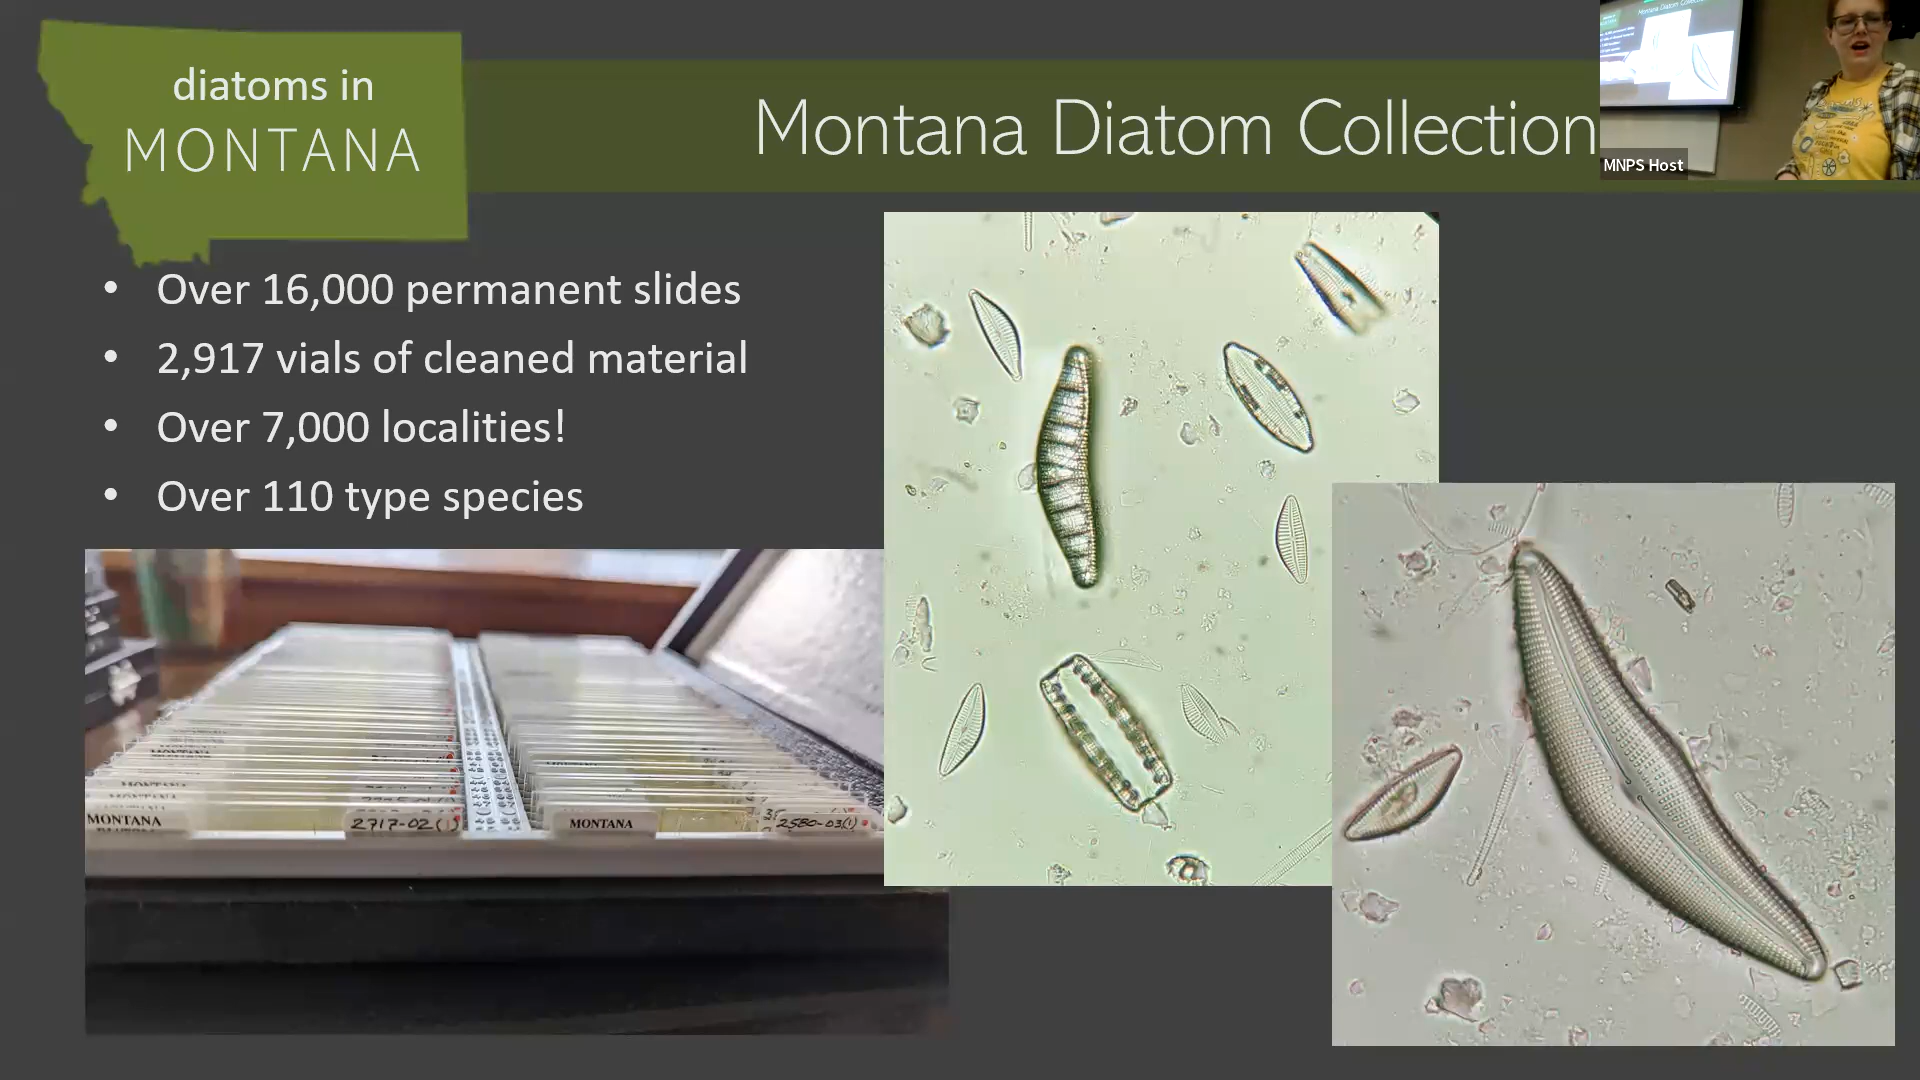 diatoms in
MONTANA
Montana Diatom Collection
MNPS Host
• Over 16,000 permanent slides
• 2,917 vials of cleaned material
• Over 7,000 localities!
• Over 110 type species
MONTANA
2717-02(1)
MONTANA
2580-03(1)